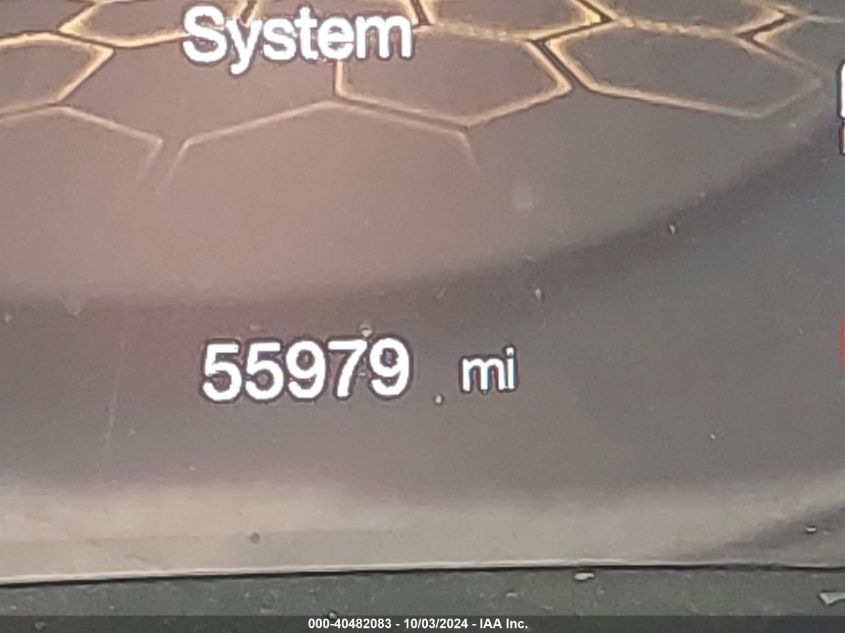 System
55979 mi
000-40482083 - 10/03/2024 - IAA Inc.